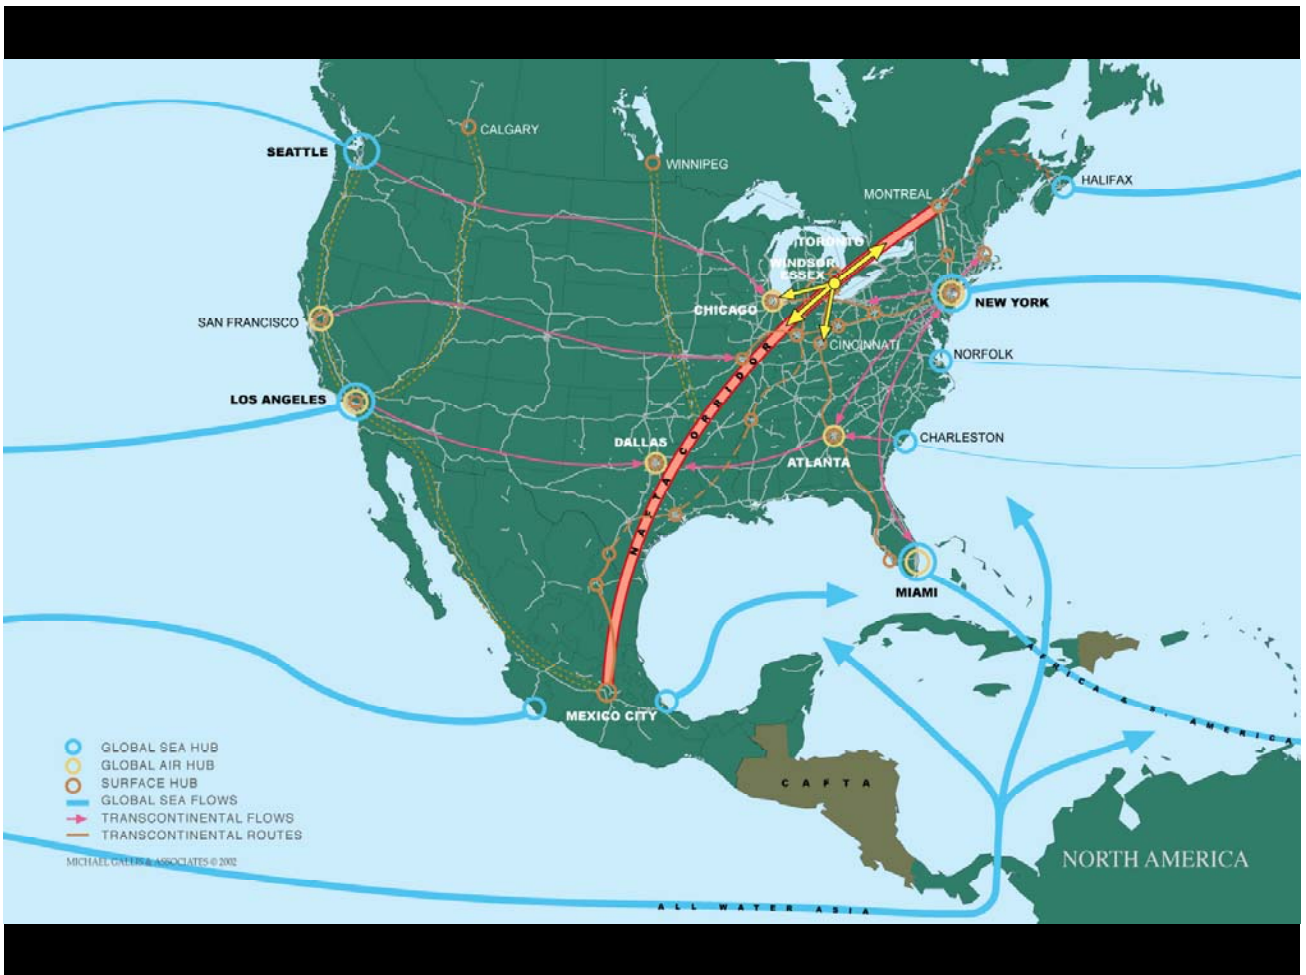 CALGARY
SEATTLE
WINNIPEG
HALIFAX
MONTREAL
TORONTO
WINDSOR
ESSEX
CHICAGO
NEW YORK
SAN FRANCISCO
CINCINNATI
NORFOLK
LOS ANGELES
DALLAS
CHARLESTON
ATLANTA
NAFTA CORRIDOR
MIAMI
AFRICA & S. AMERICA
MEXICO CITY
GLOBAL SEA HUB
GLOBAL AIR HUB
SURFACE HUB
GLOBAL SEA FLOWS
TRANSCONTINENTAL FLOWS
TRANSCONTINENTAL ROUTES
CAFTA
MICHAEL GALLIS & ASSOCIATES © 2002
NORTH AMERICA
ALL WATER ASIA